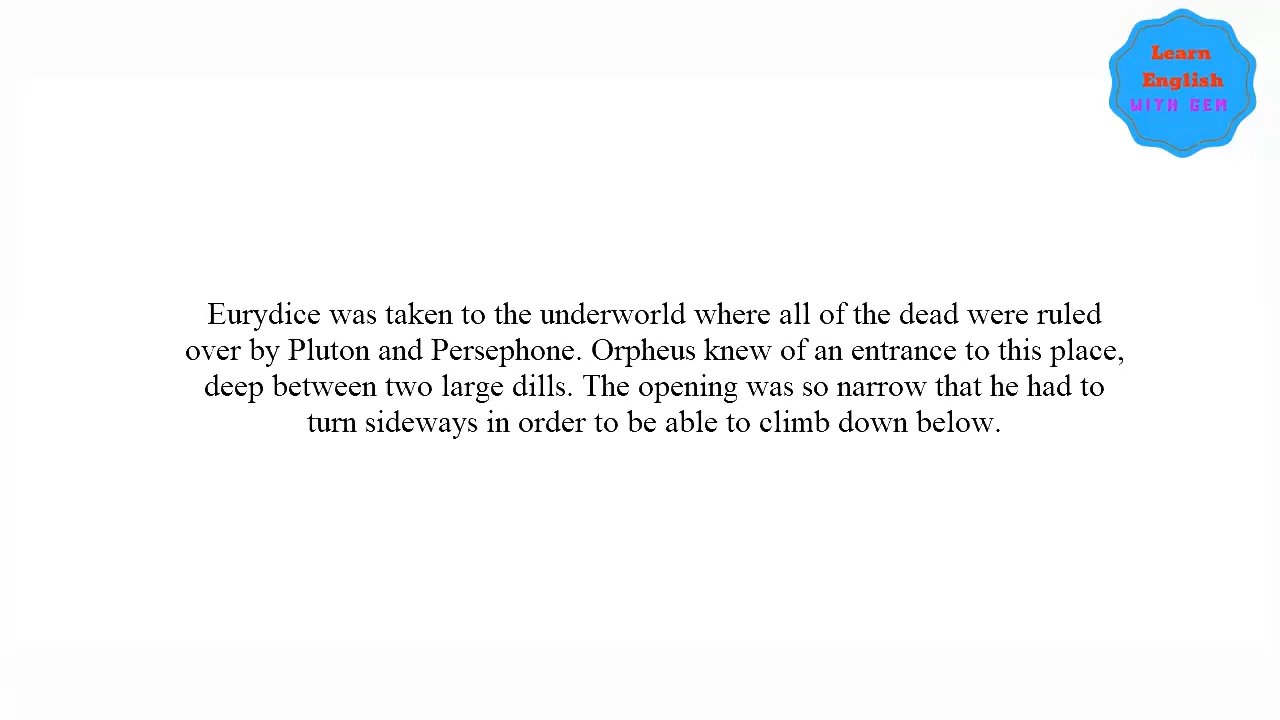 Learn
English
WITH GEM
Eurydice was taken to the underworld where all of the dead were ruled
over by Pluton and Persephone. Orpheus knew of an entrance to this place,
deep between two large dills. The opening was so narrow that he had to
turn sideways in order to be able to climb down below.